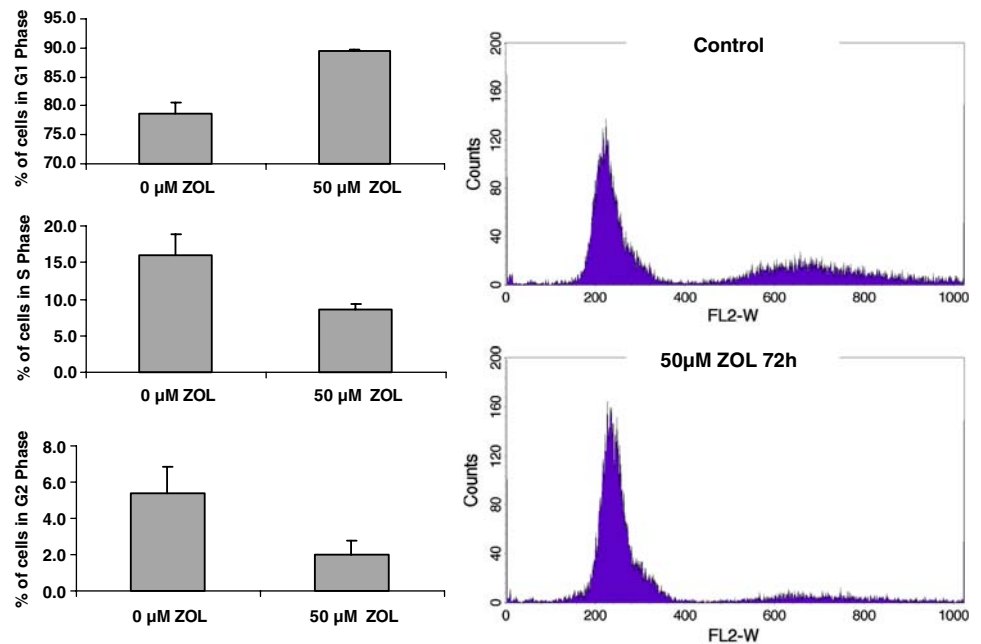 % of cells in G1 Phase
95.0
90.0
85.0
80.0
75.0
70.0
0 µM ZOL
50 µM ZOL
% of cells in S Phase
20.0
15.0
10.0
5.0
0.0
0 µM ZOL
50 µM ZOL
% of cells in G2 Phase
8.0
6.0
4.0
2.0
0.0
0 µM ZOL
50 µM ZOL
Control
Counts
200
160
120
80
40
0
0 200 400 600 800 1000
FL2-W
50µM ZOL 72h
Counts
200
160
120
80
40
0
0 200 400 600 800 1000
FL2-W